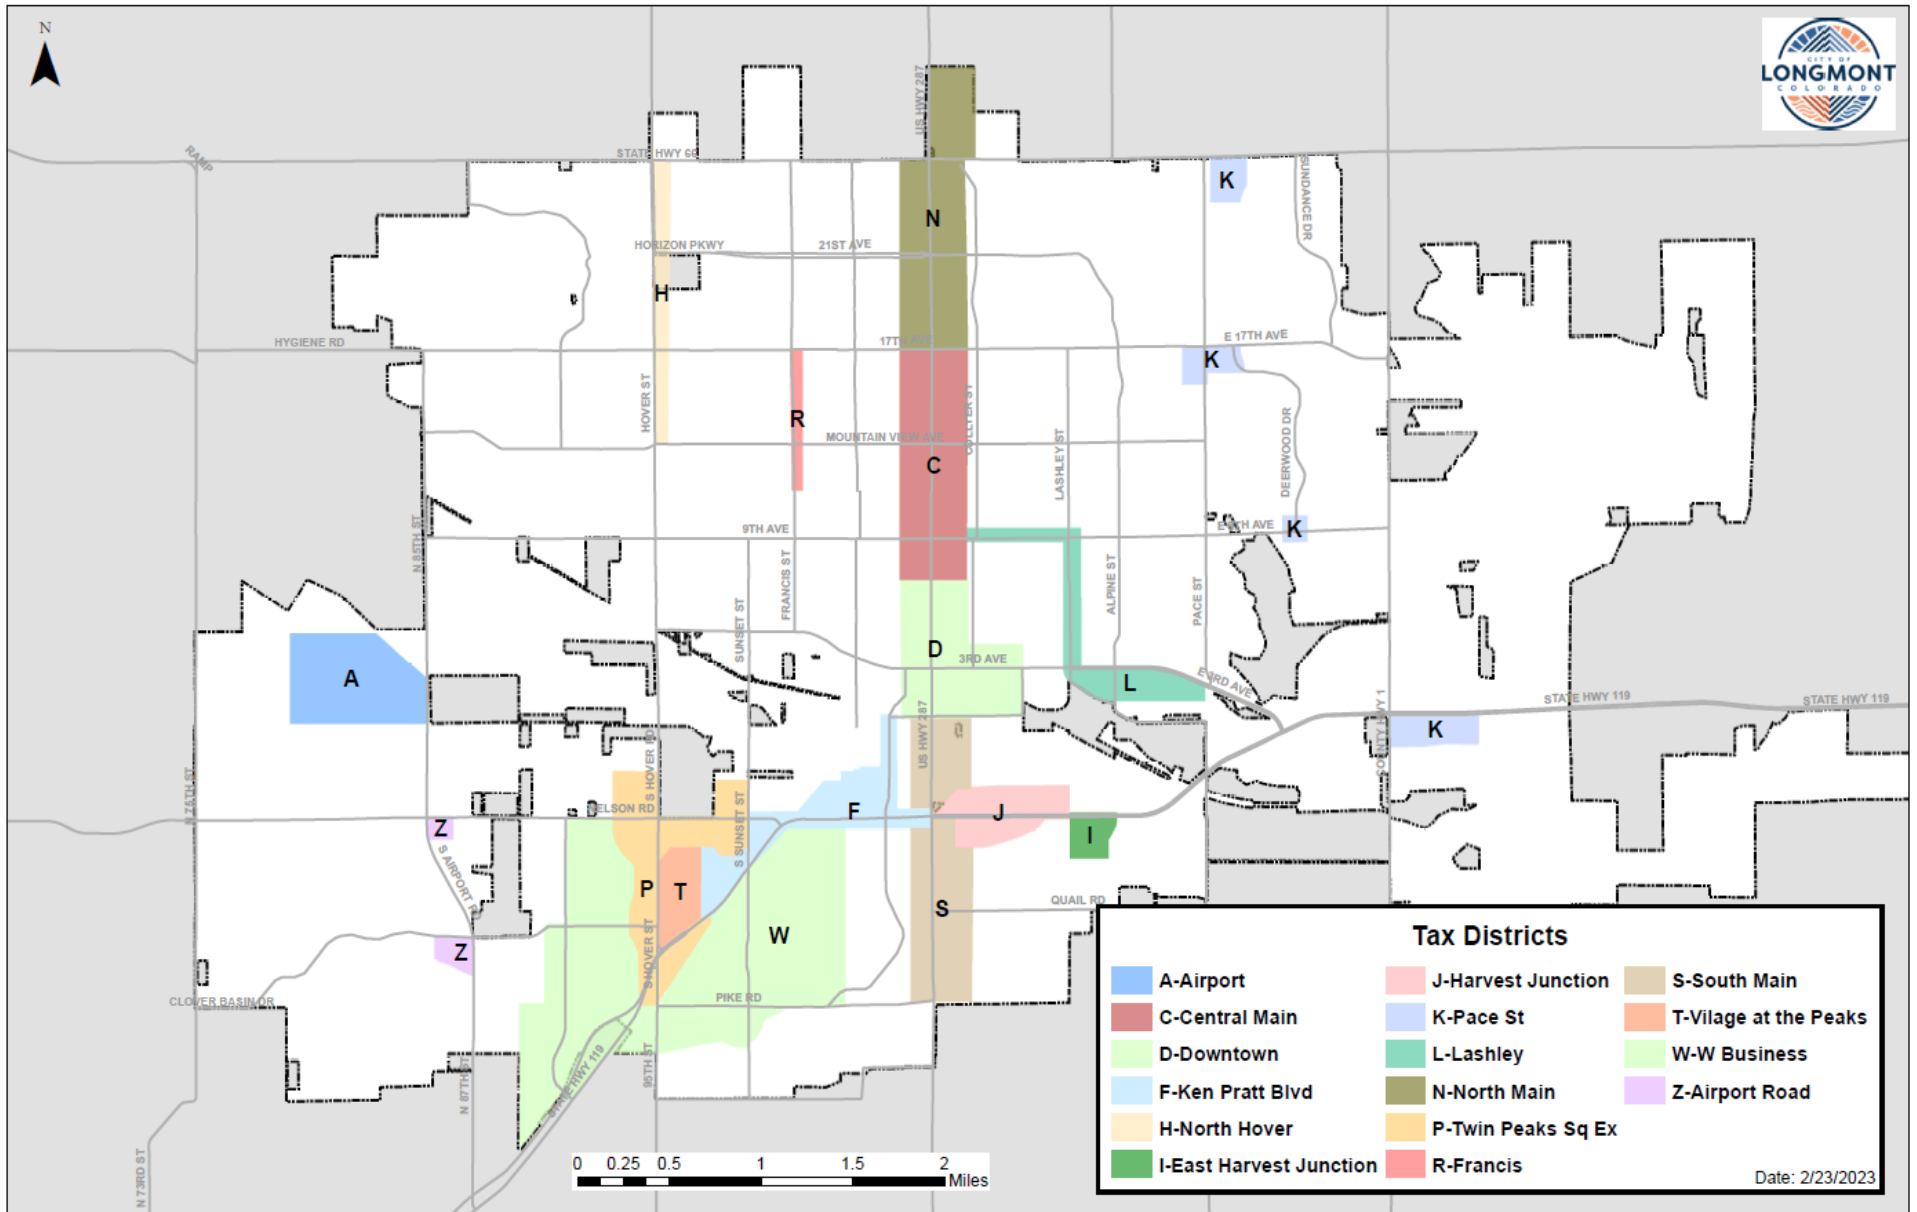 N
CITY OF
LONGMONT
COLORADO
US HWY 287
RAMP
STATE HWY 66
K
SUNDANCE DR
N
HORIZON PKWY
21ST AVE
H
HYGIENE RD
17TH AVE
E 17TH AVE
K
HOVER ST
R
COLLYER ST
MOUNTAIN VIEW AVE
C
LASHLEY ST
DEERWOOD DR
N 85TH ST
9TH AVE
E 9TH AVE
K
FRANCIS ST
SUNSET ST
ALPINE ST
PACE ST
D
3RD AVE
A
L
E 3RD AVE
STATE HWY 119
STATE HWY 119
US HWY 287
COUNTY HWY 1
K
S HOVER RD
N 75TH ST
NELSON RD
F
J
Z
S SUNSET ST
I
S AIRPORT RD
P
T
S
QUAIL RD
W
Z
S HOVER ST
CLOVER BASIN DR
PIKE RD
95TH ST
STATE HWY 119
N 87TH ST
N 73RD ST
Tax Districts
A-Airport
C-Central Main
D-Downtown
F-Ken Pratt Blvd
H-North Hover
I-East Harvest Junction
J-Harvest Junction
K-Pace St
L-Lashley
N-North Main
P-Twin Peaks Sq Ex
R-Francis
S-South Main
T-Vilage at the Peaks
W-W Business
Z-Airport Road
Date: 2/23/2023
0 0.25 0.5 1 1.5 2
Miles